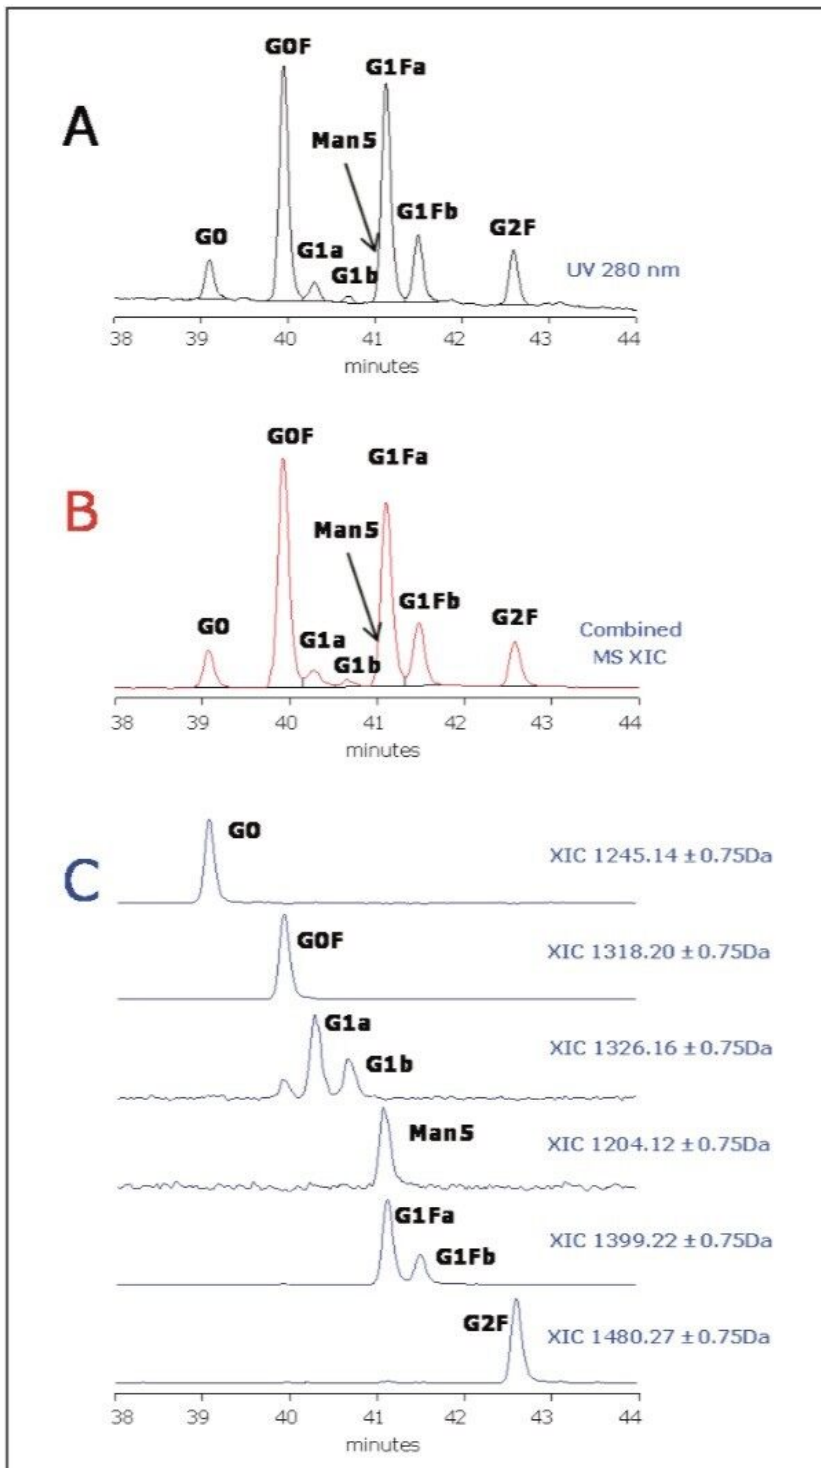 A
G0F
G1Fa
Man5
G1Fb
G0
G1a
G1b
G2F
UV 280 nm
38 39 40 41 42 43 44
minutes
B
G0F
G1Fa
Man5
G1Fb
G0
G1a
G1b
G2F
Combined
MS XIC
38 39 40 41 42 43 44
minutes
C
G0
XIC 1245.14 ± 0.75Da
G0F
XIC 1318.20 ± 0.75Da
G1a
G1b
XIC 1326.16 ± 0.75Da
Man5
XIC 1204.12 ± 0.75Da
G1Fa
G1Fb
XIC 1399.22 ± 0.75Da
G2F
XIC 1480.27 ± 0.75Da
38 39 40 41 42 43 44
minutes